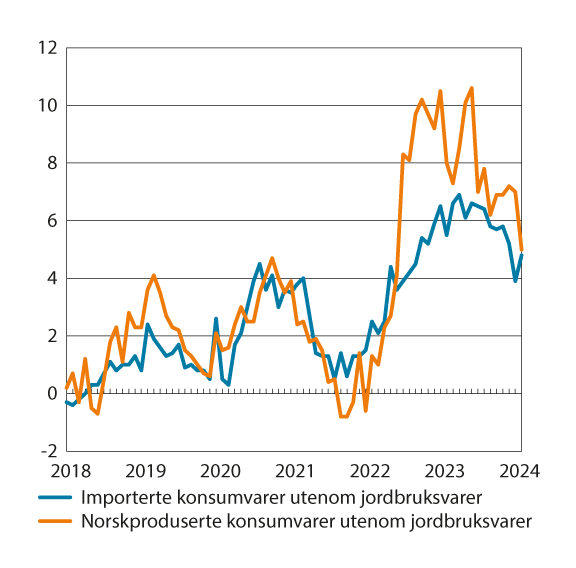 12
10
8
6
4
2
0
-2
2018 2019 2020 2021 2022 2023 2024
Importerte konsumvarer utenom jordbruksvarer
Norskproduserte konsumvarer utenom jordbruksvarer